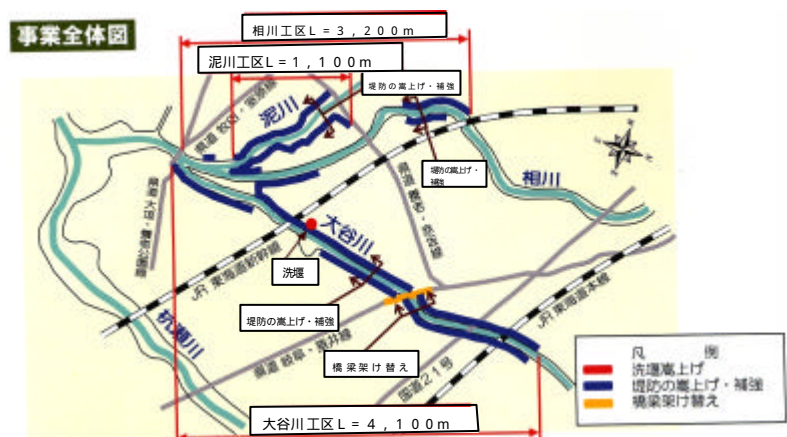 事業全体図
相川工区L=3,200m
泥川工区L=1,100m
堤防の嵩上げ・補強
泥川
堤防の嵩上げ・
補強
相川
大谷川
JR 東海道新幹線
洗堰
堤防の嵩上げ・補強
杭瀬川
橋梁架け替え
国道21号
JR 東海道本線
大谷川工区L=4,100m
凡 例
洗堰嵩上げ
堤防の嵩上げ・補強
橋梁架け替え